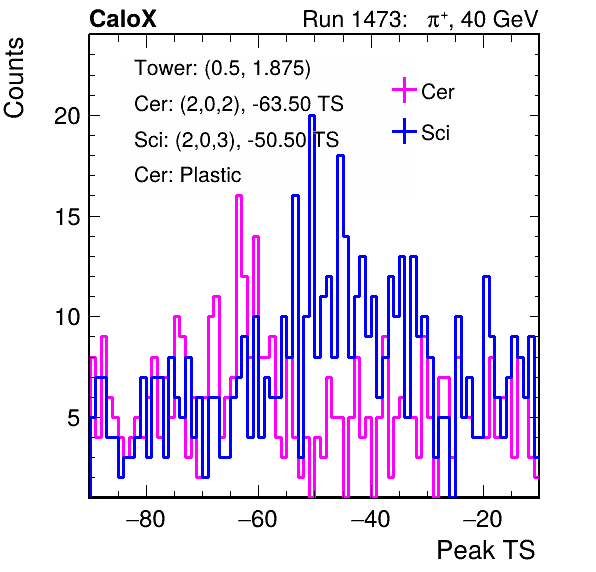 CaloX Run 1473: π⁺, 40 GeV
Counts
Tower: (0.5, 1.875)
Cer: (2,0,2), -63.50 TS
Sci: (2,0,3), -50.50 TS
Cer: Plastic
Cer
Sci
20
15
10
5
−80 −60 −40 −20
Peak TS